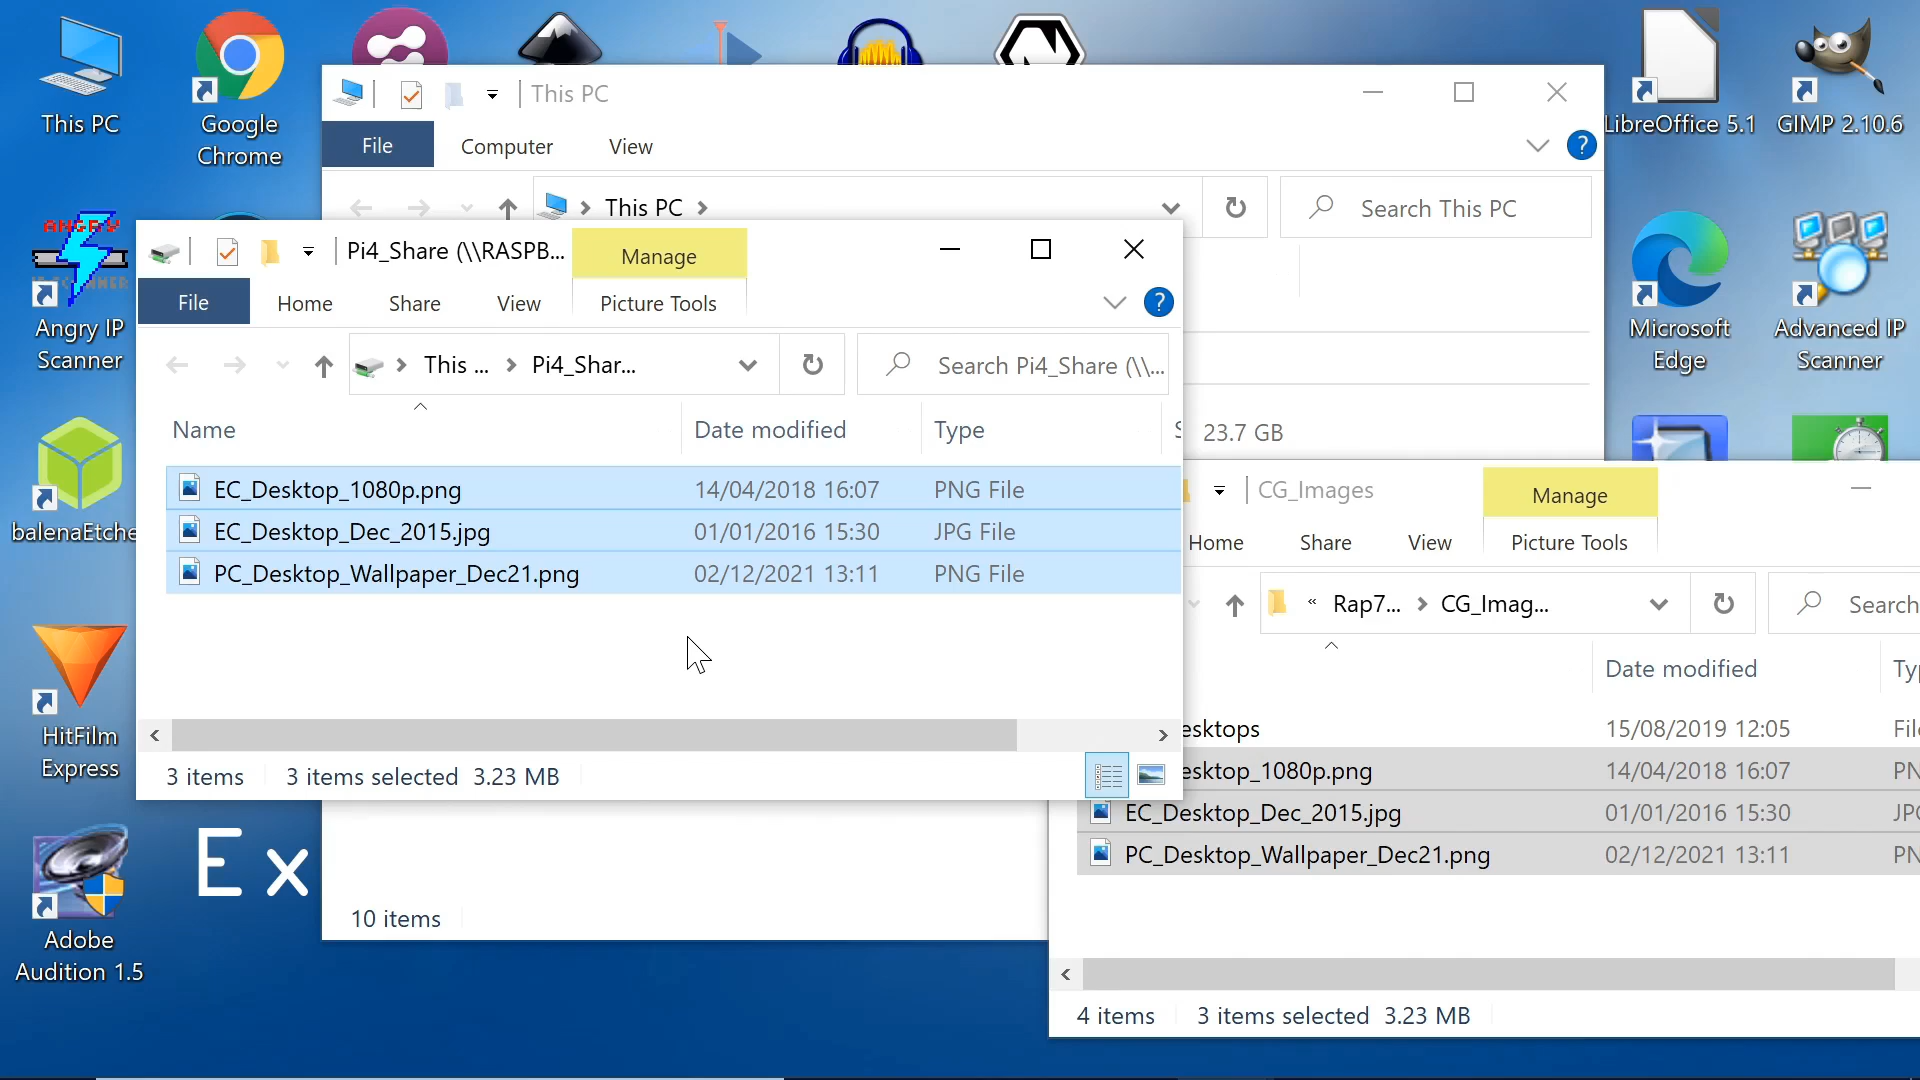 This PC
Google
Chrome
Angry IP
Scanner
balenaEtche
HitFilm
Express
Adobe
Audition 1.5
Ex
LibreOffice 5.1
GIMP 2.10.6
Microsoft
Edge
Advanced IP
Scanner
This PC
File Computer View
This PC
Search This PC
23.7 GB
10 items
Pi4_Share (\\RASPB...
Manage
File Home Share View Picture Tools
This ... Pi4_Shar...
Search Pi4_Share (\\...
Name Date modified Type
EC_Desktop_1080p.png 14/04/2018 16:07 PNG File
EC_Desktop_Dec_2015.jpg 01/01/2016 15:30 JPG File
PC_Desktop_Wallpaper_Dec21.png 02/12/2021 13:11 PNG File
3 items 3 items selected 3.23 MB
CG_Images
Manage
Home Share View Picture Tools
« Rap7... CG_Imag...
Search
Date modified Ty
esktops 15/08/2019 12:05 File
esktop_1080p.png 14/04/2018 16:07 PN
EC_Desktop_Dec_2015.jpg 01/01/2016 15:30 JP
PC_Desktop_Wallpaper_Dec21.png 02/12/2021 13:11 PN
4 items 3 items selected 3.23 MB